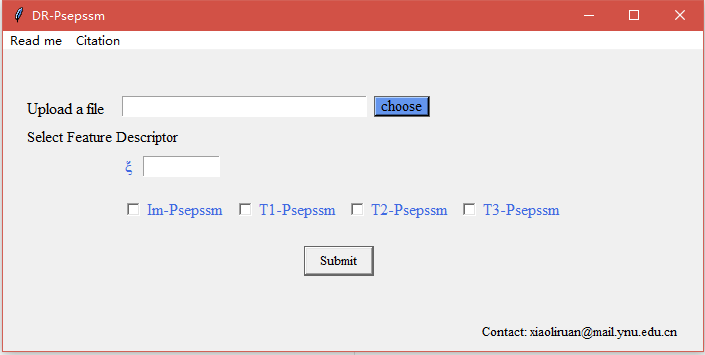 DR-Psepssm
Read me Citation
Upload a file choose
Select Feature Descriptor
ξ
Im-Psepssm T1-Psepssm T2-Psepssm T3-Psepssm
Submit
Contact: xiaoliruan@mail.ynu.edu.cn